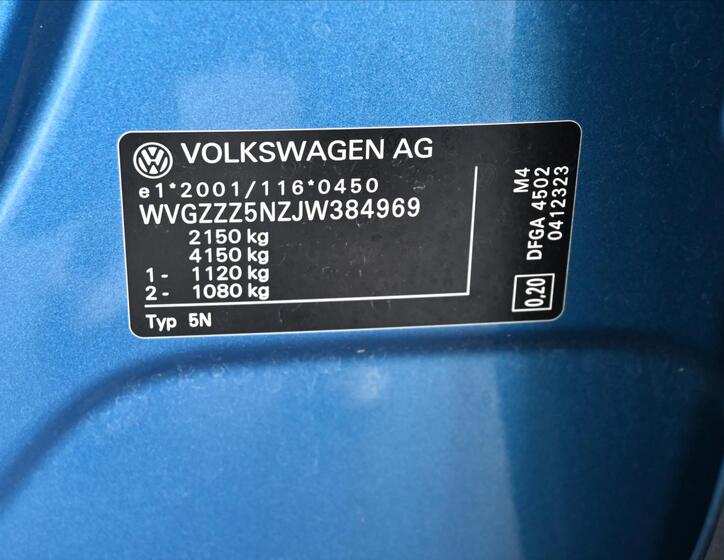 VOLKSWAGEN AG
e1*2001/116*0450
WVGZZZ5NZJW384969
2150 kg
4150 kg
1- 1120 kg
2- 1080 kg
Typ 5N
M4
DFGA 4502
0412323
0.20